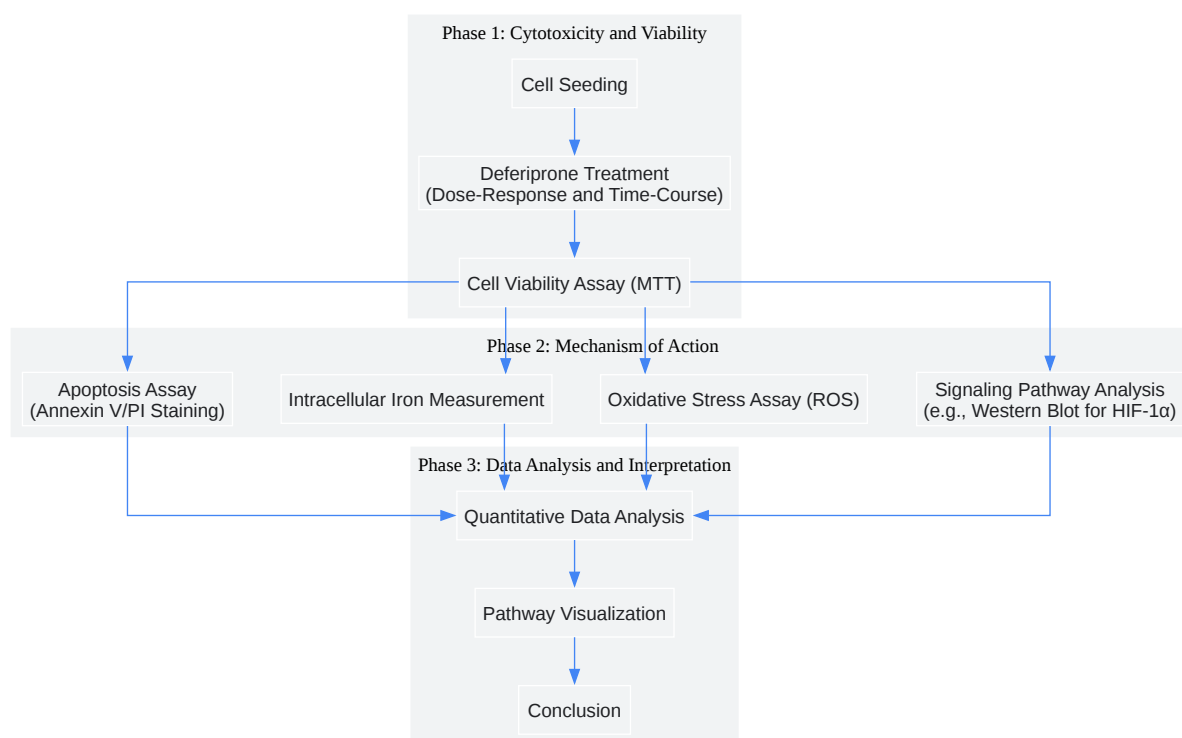 Phase 1: Cytotoxicity and Viability
Cell Seeding
Deferiprone Treatment
(Dose-Response and Time-Course)
Cell Viability Assay (MTT)
Phase 2: Mechanism of Action
Apoptosis Assay
(Annexin V/PI Staining)
Intracellular Iron Measurement
Oxidative Stress Assay (ROS)
Signaling Pathway Analysis
(e.g., Western Blot for HIF-1α)
Phase 3: Data Analysis and Interpretation
Quantitative Data Analysis
Pathway Visualization
Conclusion